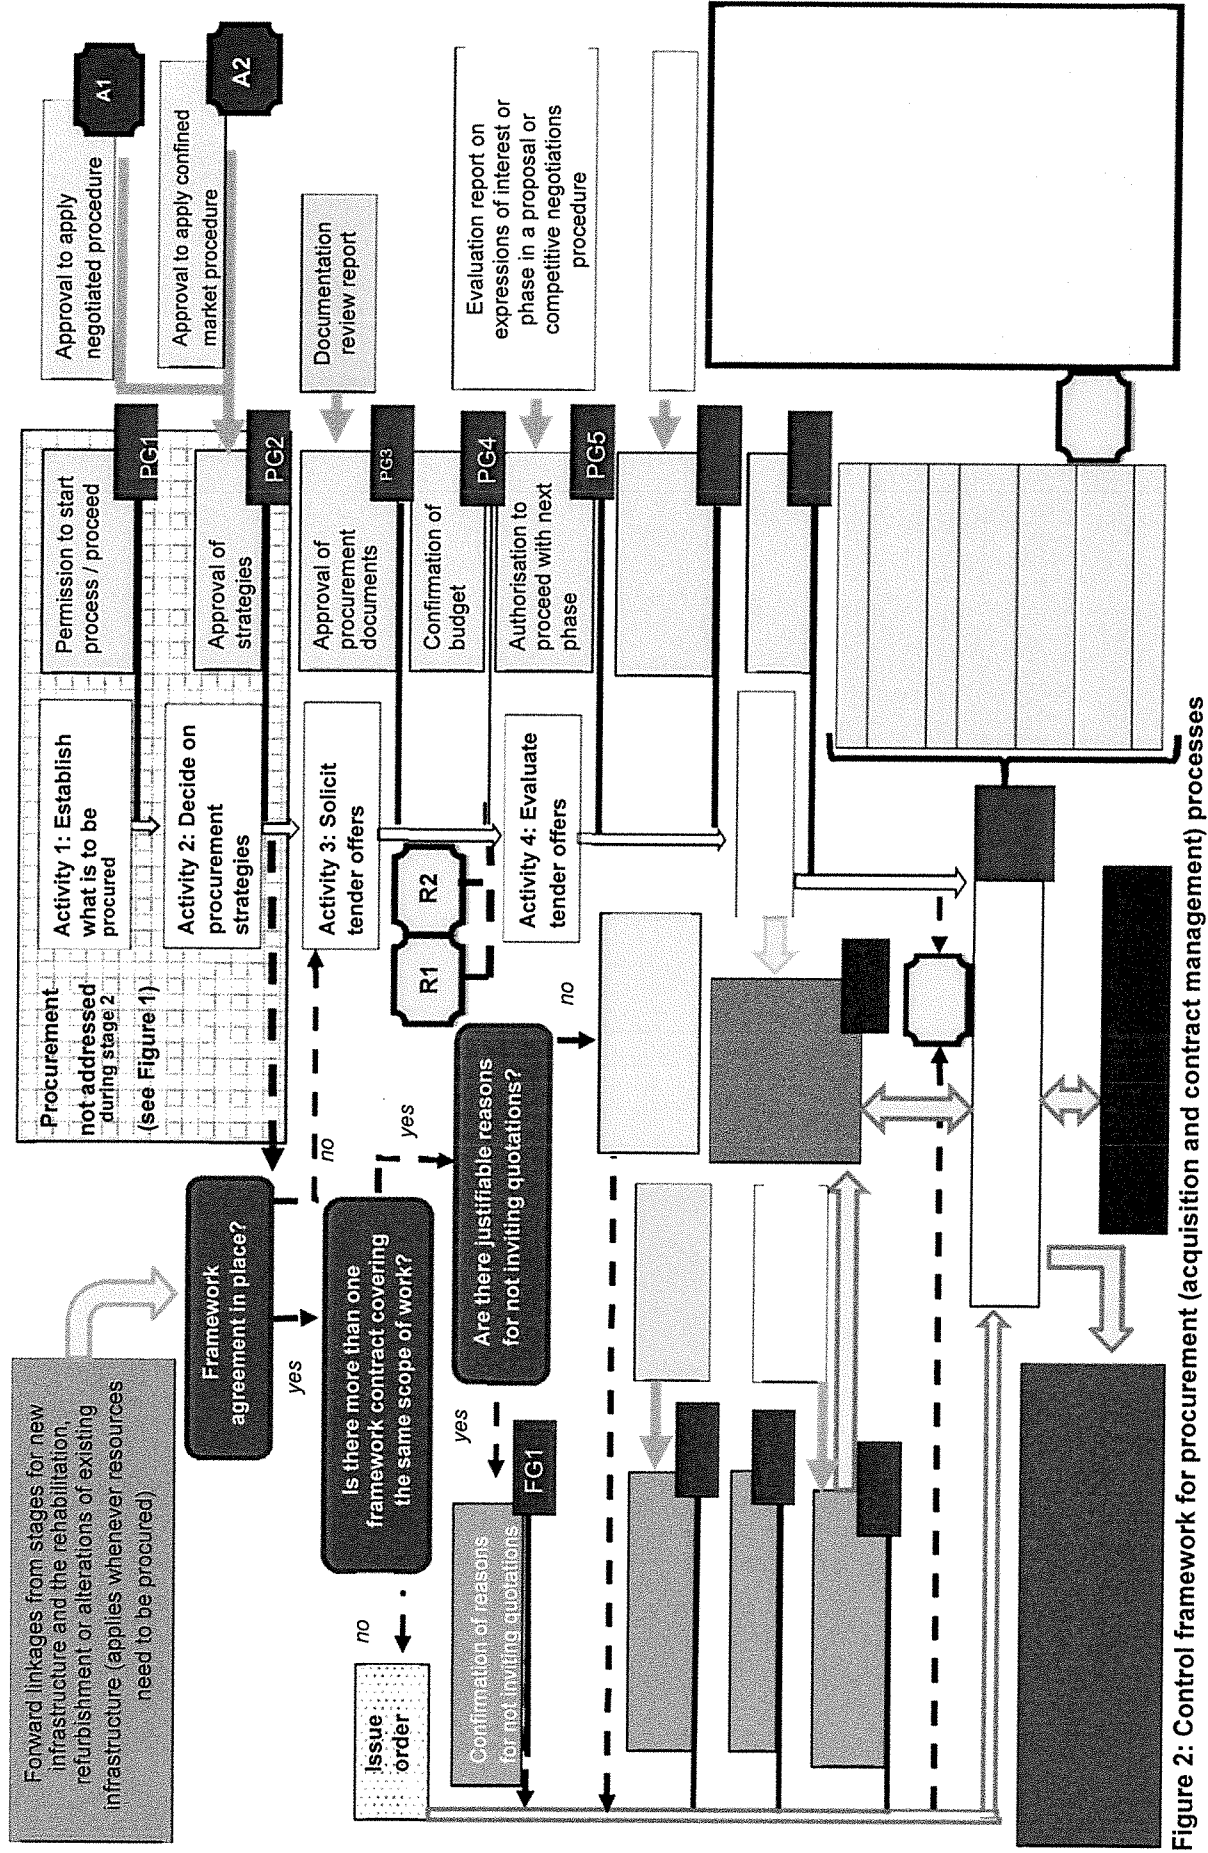 Forward linkages from stages for new
infrastructure and the rehabilitation,
refurbishment or alterations of existing
infrastructure (applies whenever resources
need to be procured)
Procurement
not addressed
during stage 2
(see Figure 1)
Activity 1: Establish
what is to be
procured
Permission to start
process / proceed
PG1
Approval to apply
negotiated procedure
A1
Activity 2: Decide on
procurement
strategies
Approval of
strategies
PG2
Approval to apply confined
market procedure
A2
Framework
agreement in place?
yes
no
Activity 3: Solicit
tender offers
Approval of
procurement
documents
PG3
Documentation
review report
Is there more than one
framework contract covering
the same scope of work?
no
yes
Issue
order
R1
R2
Confirmation of
budget
PG4
Are there justifiable reasons
for not inviting quotations?
yes
no
Confirmation of reasons
for not inviting quotations
FG1
Activity 4: Evaluate
tender offers
Authorisation to
proceed with next
phase
PG5
Evaluation report on
expressions of interest or
phase in a proposal or
competitive negotiations
procedure
Figure 2: Control framework for procurement (acquisition and contract management) processes